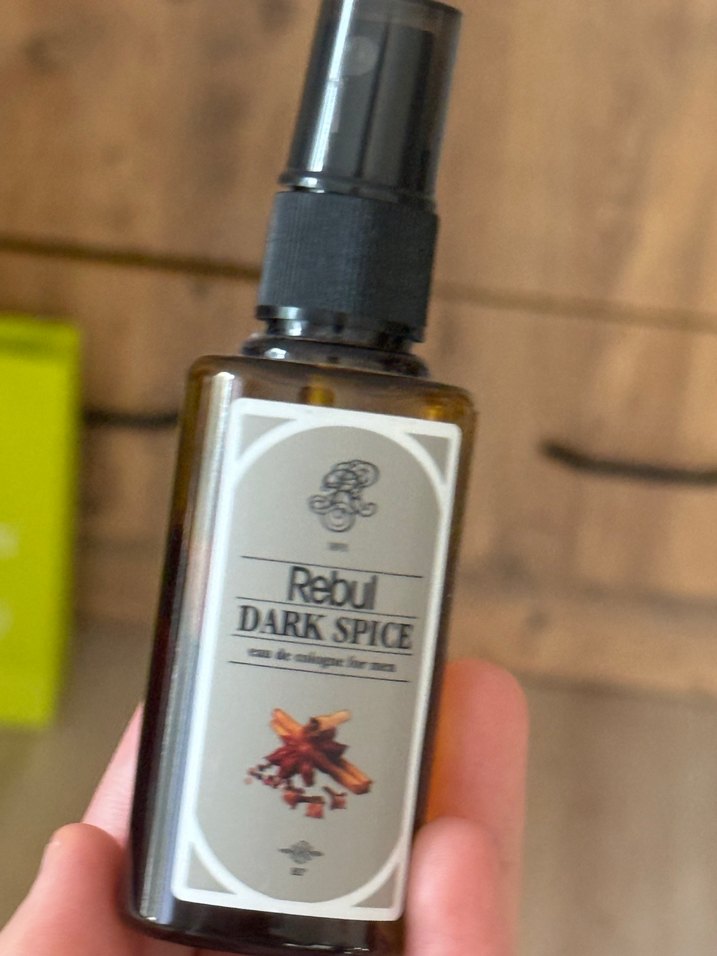 Rebul
DARK SPICE
eau de cologne for men